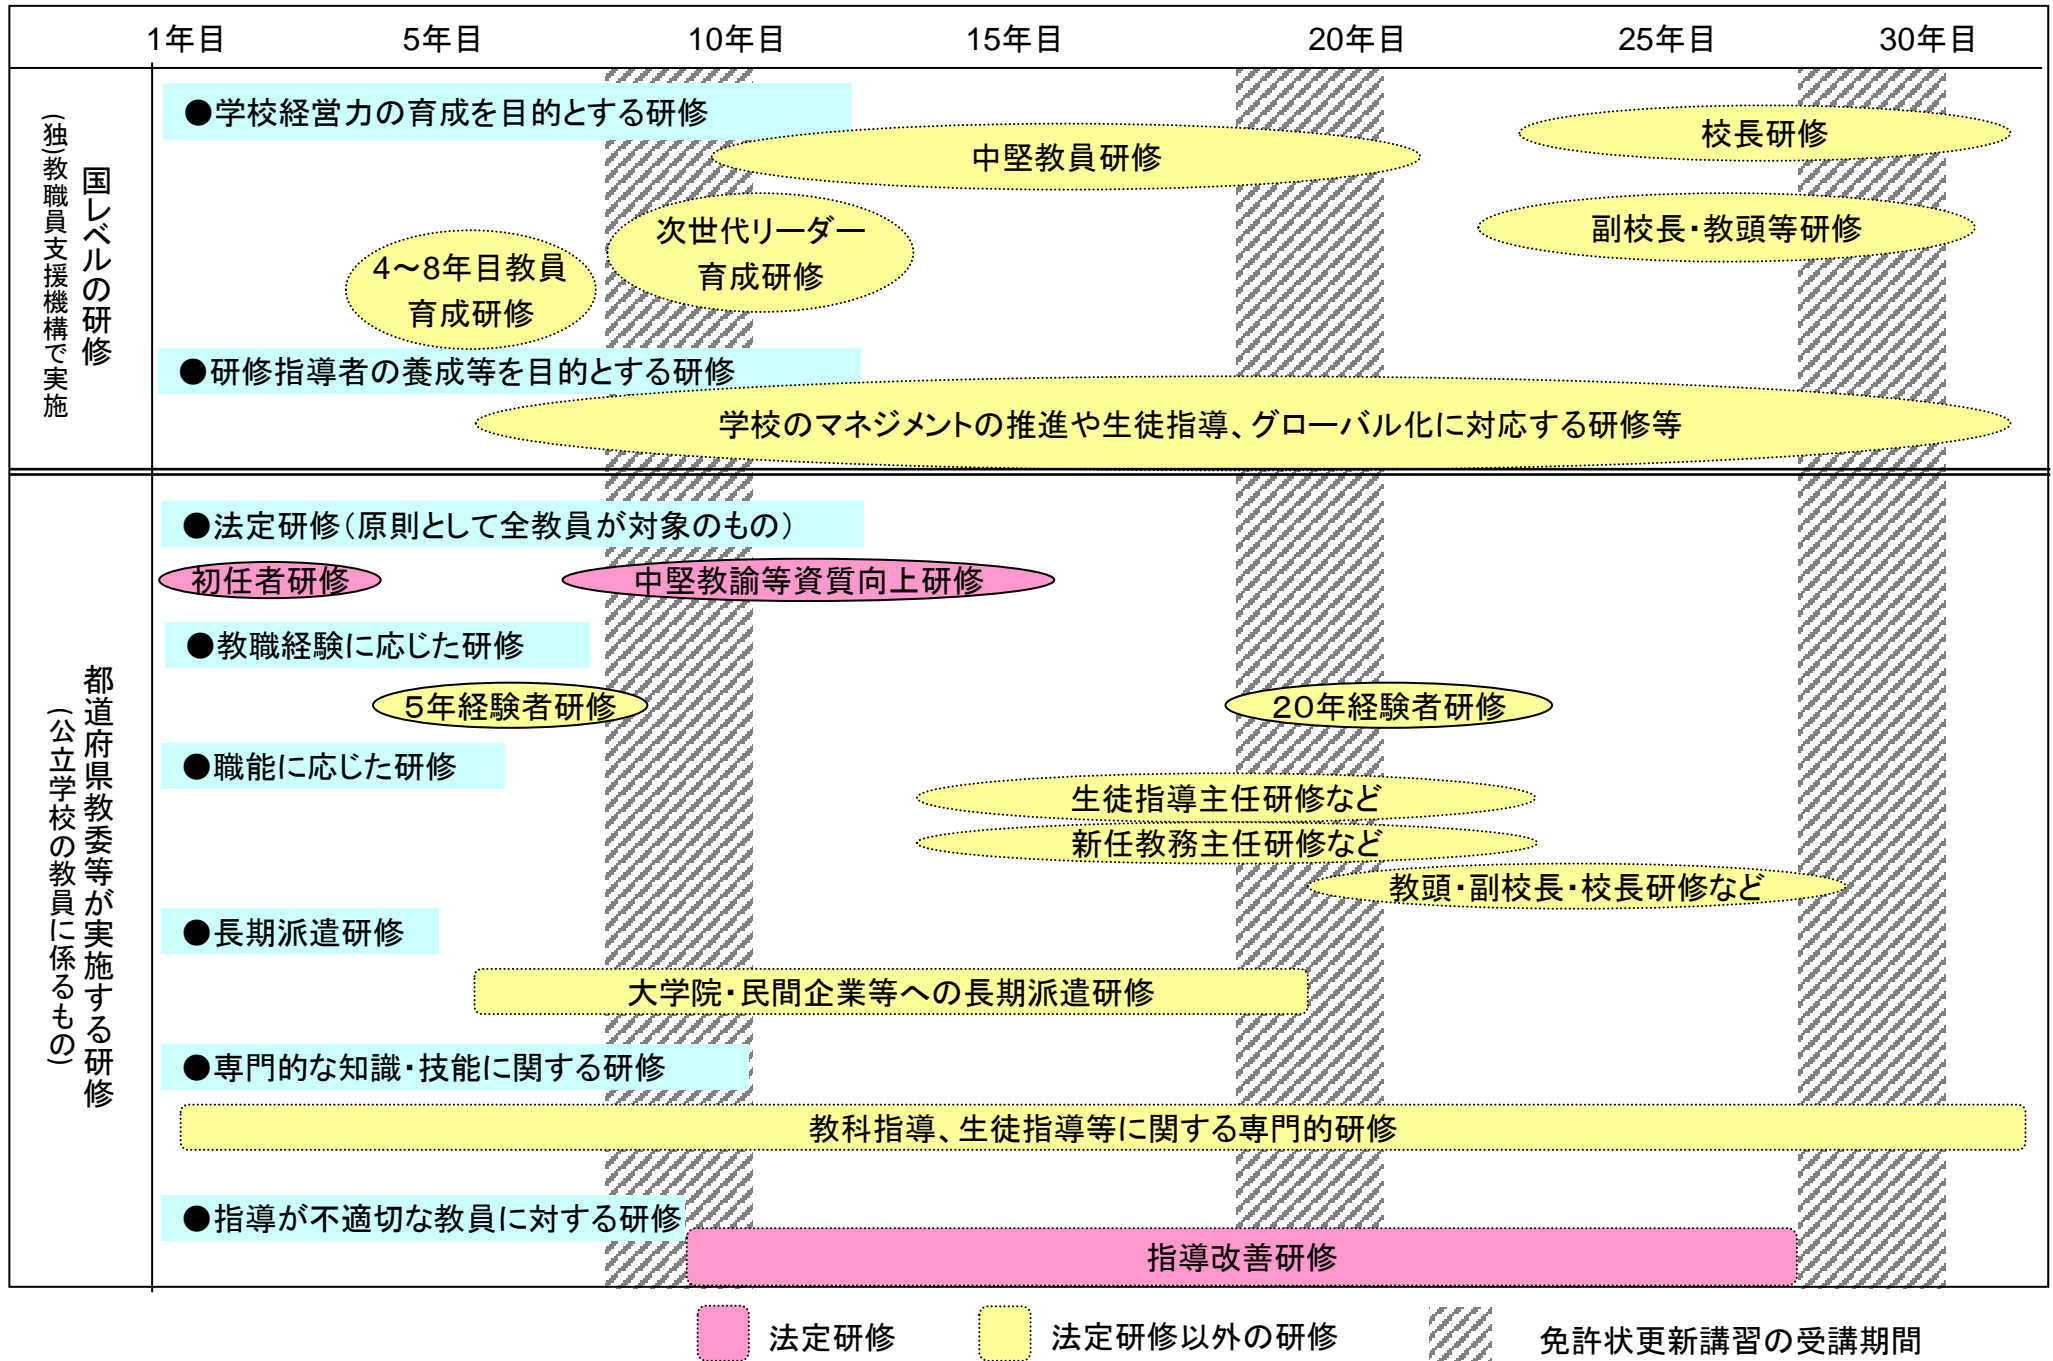 1年目 5年目 10年目 15年目 20年目 25年目 30年目
国レベルの研修
(独)教職員支援機構で実施
●学校経営力の育成を目的とする研修
中堅教員研修
校長研修
次世代リーダー
育成研修
副校長・教頭等研修
4～8年目教員
育成研修
●研修指導者の養成等を目的とする研修
学校のマネジメントの推進や生徒指導、グローバル化に対応する研修等
都道府県教委等が実施する研修
(公立学校の教員に係るもの)
●法定研修（原則として全教員が対象のもの）
初任者研修
中堅教諭等資質向上研修
●教職経験に応じた研修
5年経験者研修
20年経験者研修
●職能に応じた研修
生徒指導主任研修など
新任教務主任研修など
教頭・副校長・校長研修など
●長期派遣研修
大学院・民間企業等への長期派遣研修
●専門的な知識・技能に関する研修
教科指導、生徒指導等に関する専門的研修
●指導が不適切な教員に対する研修
指導改善研修
法定研修
法定研修以外の研修
免許状更新講習の受講期間